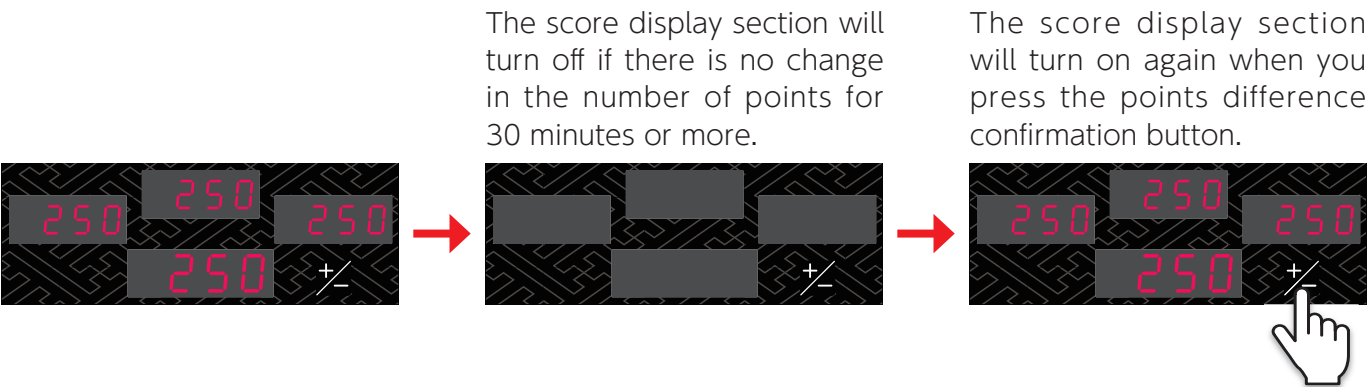 The score display section will
turn off if there is no change
in the number of points for
30 minutes or more.
The score display section
will turn on again when you
press the points difference
confirmation button.
250
250 250
250 +/−
+/−
250
250 250
250 +/−